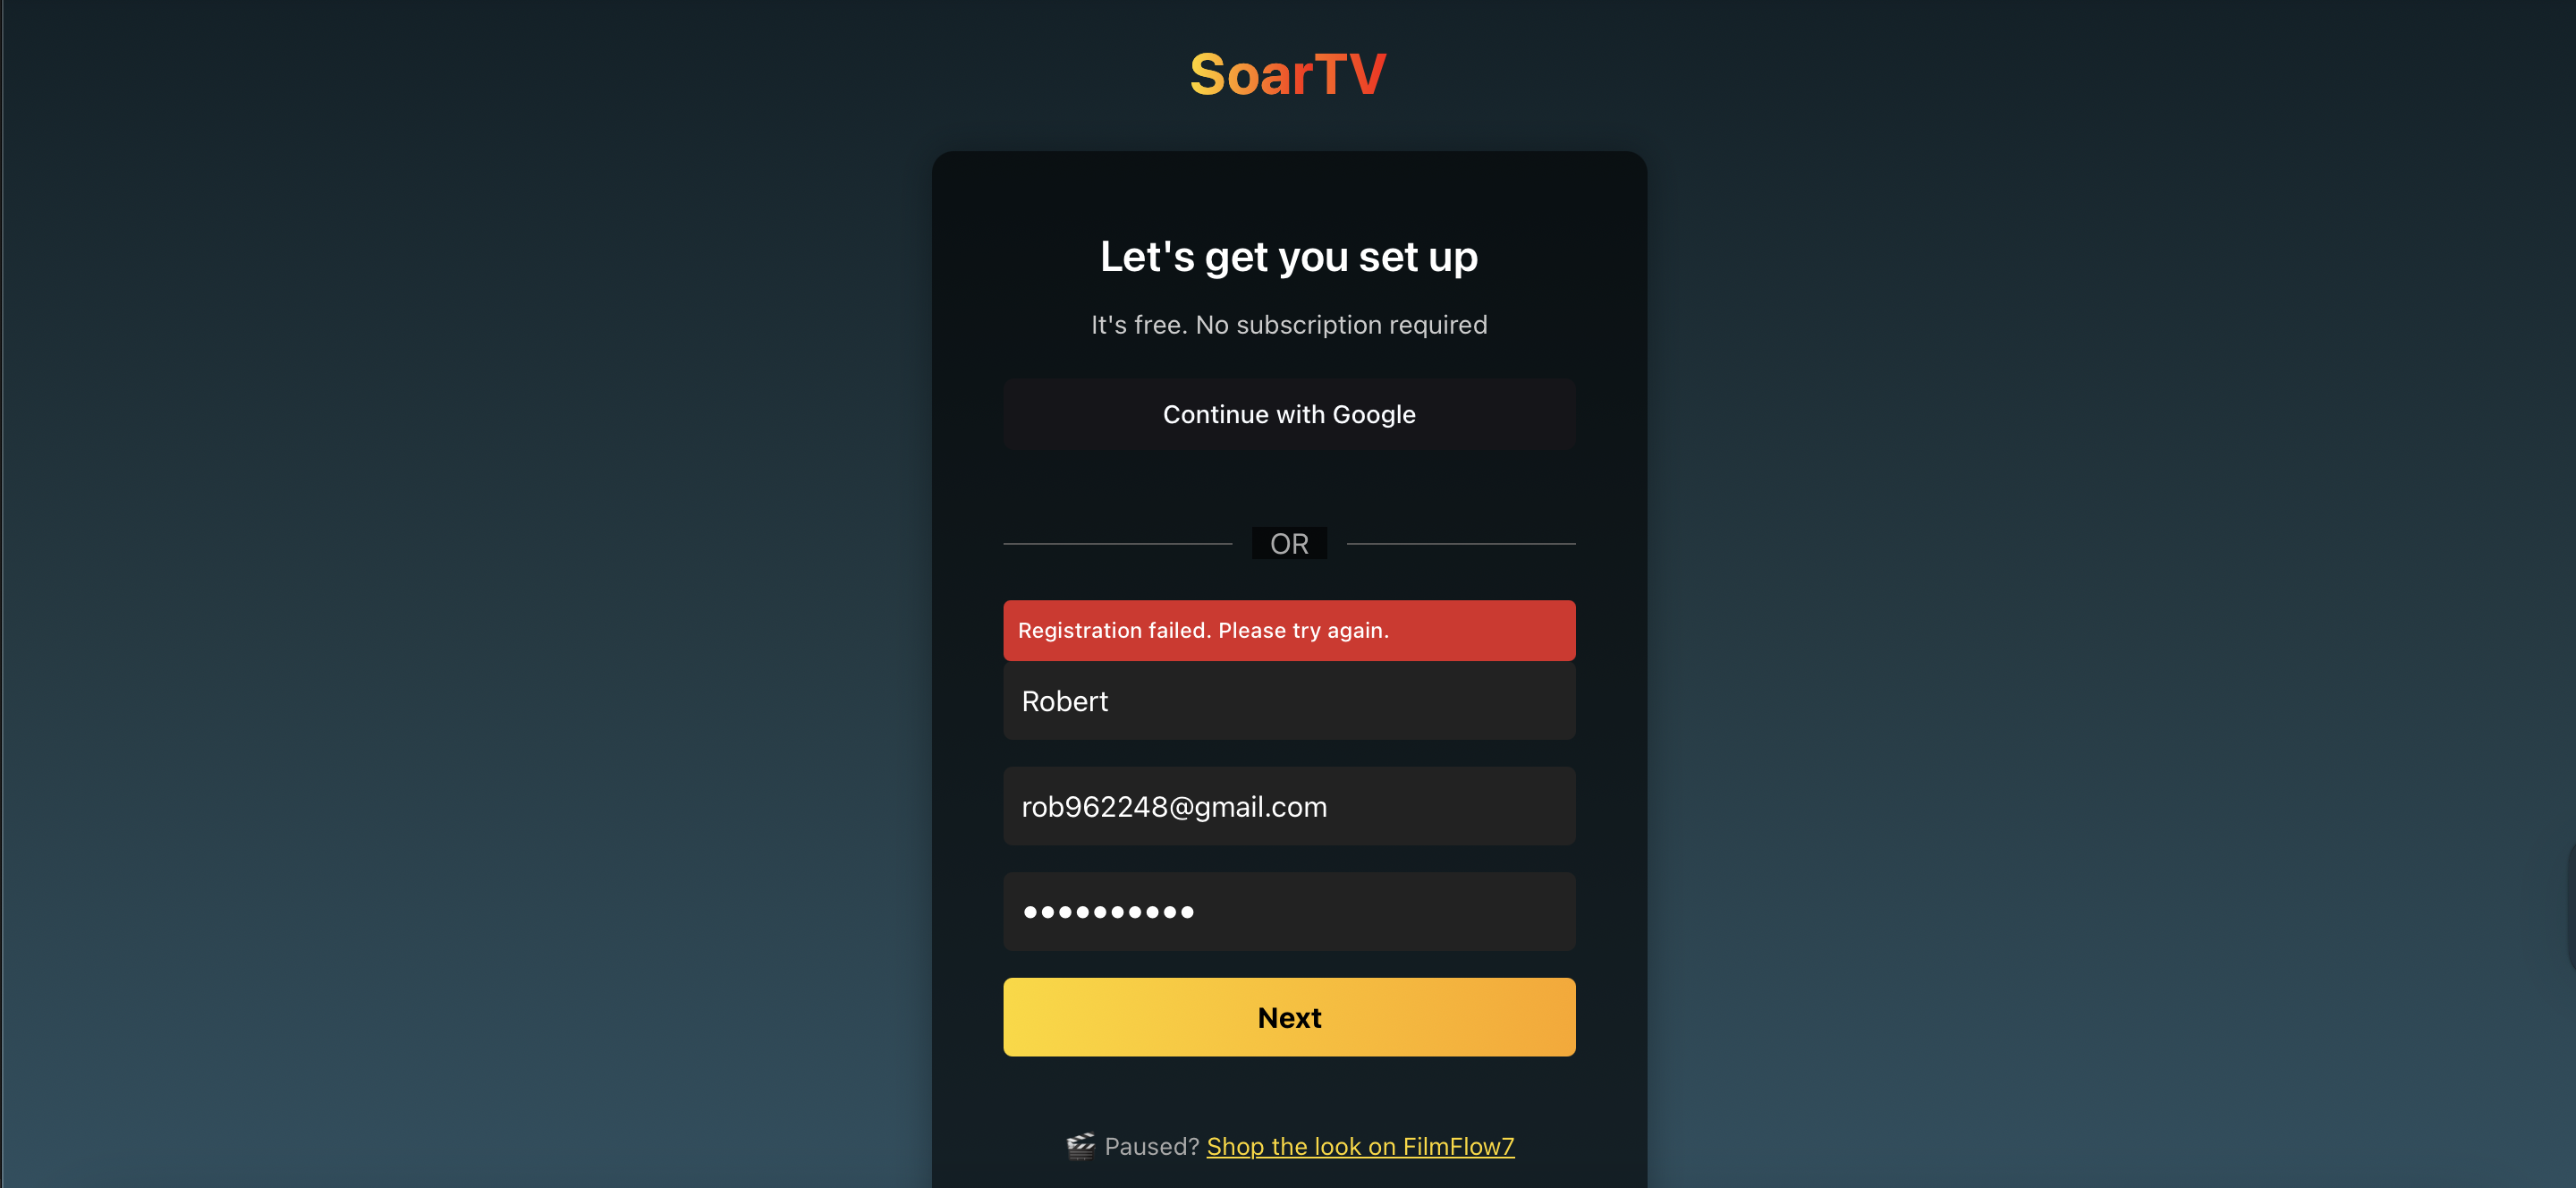 SoarTV
Let's get you set up
It's free. No subscription required
Continue with Google
OR
Registration failed. Please try again.
Robert
rob962248@gmail.com
••••••••••
Next
🎬 Paused? Shop the look on FilmFlow7